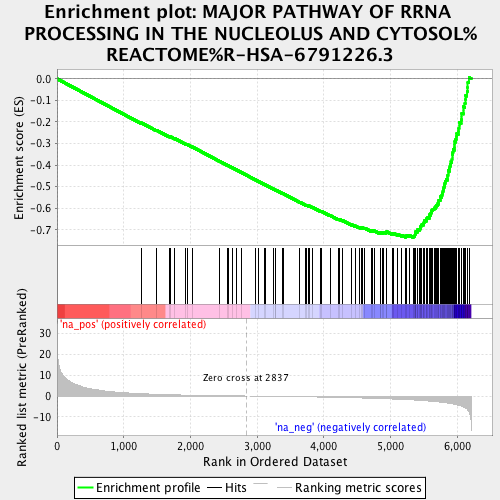 Enrichment plot: MAJOR PATHWAY OF RRNA
PROCESSING IN THE NUCLEOLUS AND CYTOSOL%
REACTOME%R-HSA-6791226.3
Enrichment score (ES)
0.0
-0.1
-0.2
-0.3
-0.4
-0.5
-0.6
-0.7
'na_pos' (positively correlated)
Ranked list metric (PreRanked)
30
20
10
0
-10
Zero cross at 2837
'na_neg' (negatively correlated)
0
1,000
2,000
3,000
4,000
5,000
6,000
Rank in Ordered Dataset
Enrichment profile
Hits
Ranking metric scores